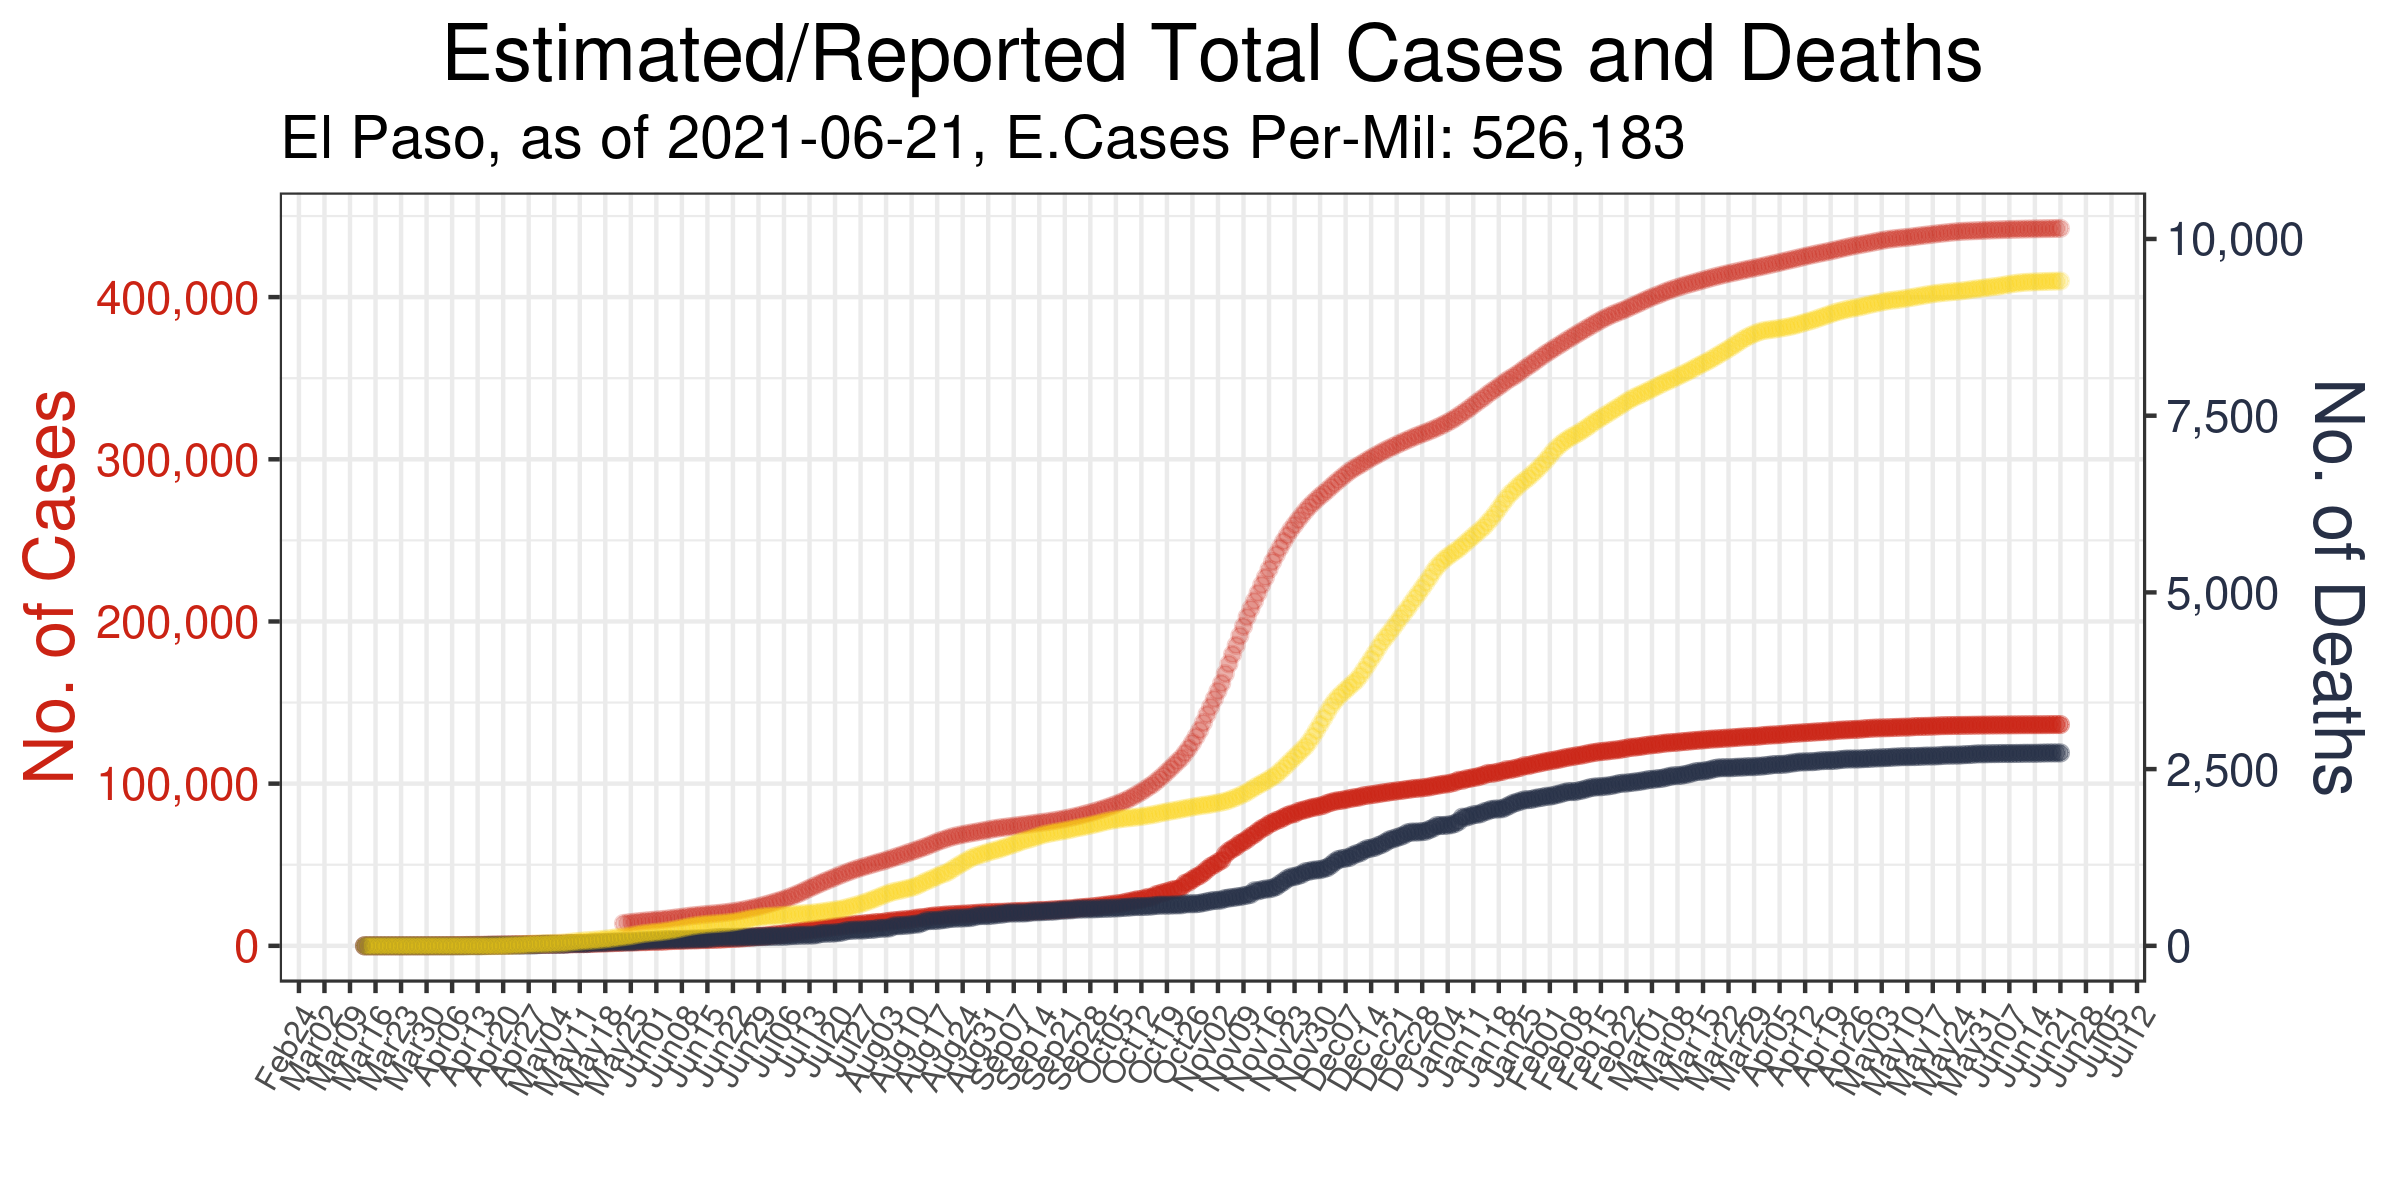 Estimated/Reported Total Cases and Deaths
El Paso, as of 2021-06-21, E.Cases Per-Mil: 526,183
No. of Cases
400,000
300,000
200,000
100,000
0
10,000
7,500
5,000
2,500
0
No. of Deaths
Feb24
Mar02
Mar09
Mar16
Mar23
Mar30
Apr06
Apr13
Apr20
Apr27
May04
May11
May18
May25
Jun01
Jun08
Jun15
Jun22
Jun29
Jul06
Jul13
Jul20
Jul27
Aug03
Aug10
Aug17
Aug24
Aug31
Sep07
Sep14
Sep21
Sep28
Oct05
Oct12
Oct19
Oct26
Nov02
Nov09
Nov16
Nov23
Nov30
Dec07
Dec14
Dec21
Dec28
Jan04
Jan11
Jan18
Jan25
Feb01
Feb08
Feb15
Feb22
Mar01
Mar08
Mar15
Mar22
Mar29
Apr05
Apr12
Apr19
Apr26
May03
May10
May17
May24
May31
Jun07
Jun14
Jun21
Jun28
Jul05
Jul12